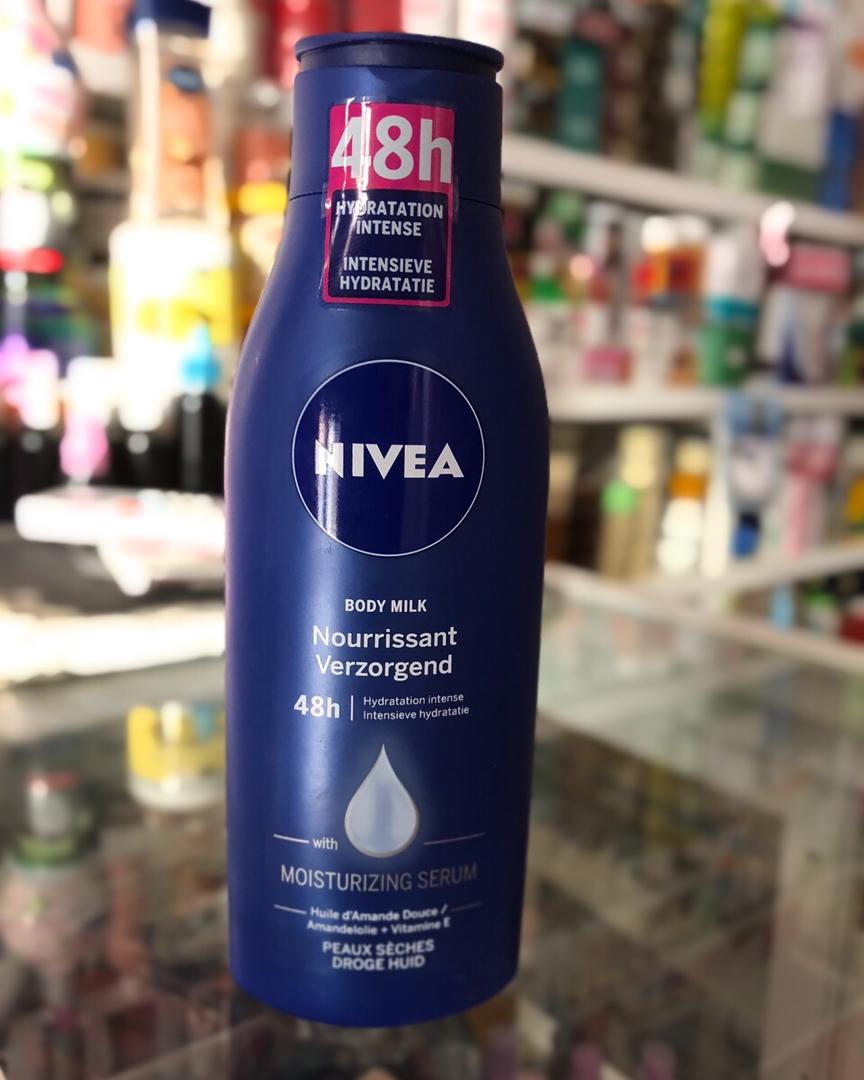 48h
HYDRATATION
INTENSE
INTENSIEVE
HYDRATATIE
NIVEA
BODY MILK
Nourrissant
Verzorgend
48h | Hydratation intense
Intensieve hydratatie
with
MOISTURIZING SERUM
Huile d'Amande Douce /
Amandelolie + Vitamine E
PEAUX SÈCHES
DROGE HUID